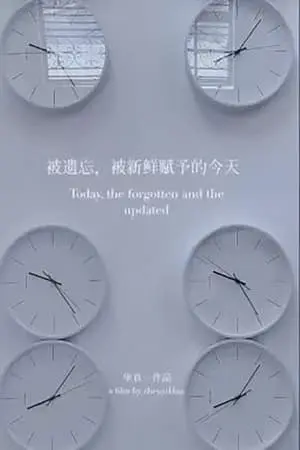 被遺忘，被新鲜赋予的今天
Today, the forgotten and the
updated
作品
a film by